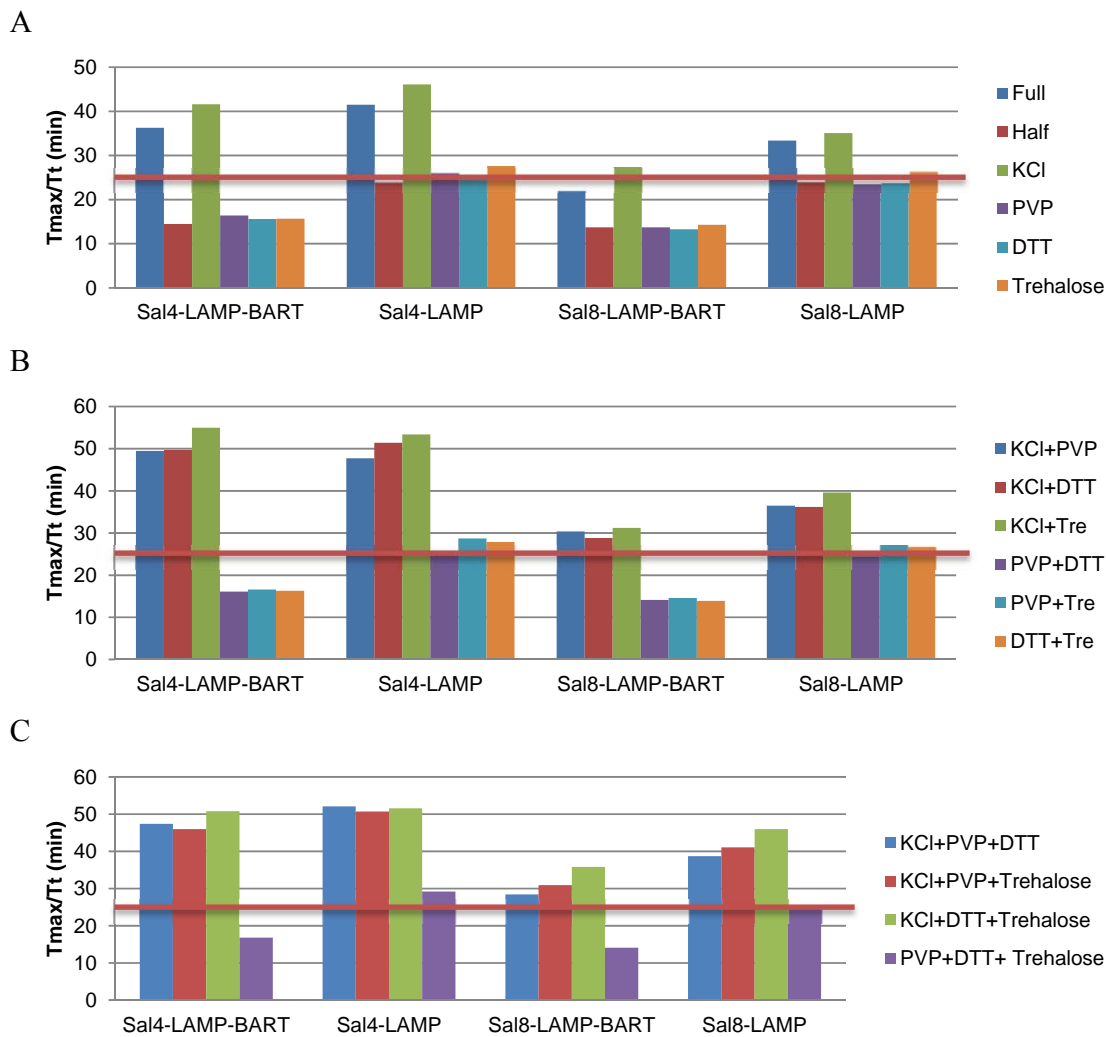 A
Tmax/Tt (min)
50
40
30
20
10
0
Sal4-LAMP-BART Sal4-LAMP Sal8-LAMP-BART Sal8-LAMP
Full
Half
KCl
PVP
DTT
Trehalose
B
Tmax/Tt (min)
60
50
40
30
20
10
0
Sal4-LAMP-BART Sal4-LAMP Sal8-LAMP-BART Sal8-LAMP
KCl+PVP
KCl+DTT
KCl+Tre
PVP+DTT
PVP+Tre
DTT+Tre
C
Tmax/Tt (min)
60
50
40
30
20
10
0
Sal4-LAMP-BART Sal4-LAMP Sal8-LAMP-BART Sal8-LAMP
KCl+PVP+DTT
KCl+PVP+Trehalose
KCl+DTT+Trehalose
PVP+DTT+ Trehalose